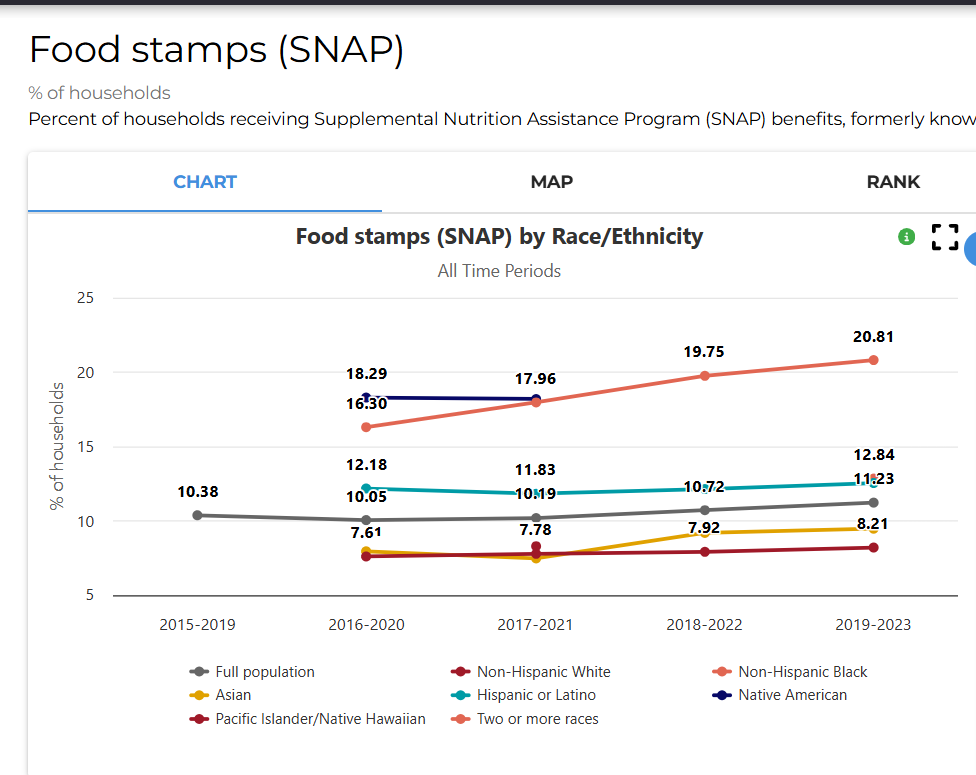 Food stamps (SNAP)
% of households
Percent of households receiving Supplemental Nutrition Assistance Program (SNAP) benefits, formerly know
CHART MAP RANK
Food stamps (SNAP) by Race/Ethnicity
All Time Periods
% of households
25
20
15
10
5
20.81
19.75
18.29
17.96
16.30
12.84
12.18
11.83
11.23
10.72
10.38
10.05
10.19
8.21
7.61
7.78
7.92
2015-2019 2016-2020 2017-2021 2018-2022 2019-2023
Full population Non-Hispanic White Non-Hispanic Black
Asian Hispanic or Latino Native American
Pacific Islander/Native Hawaiian Two or more races